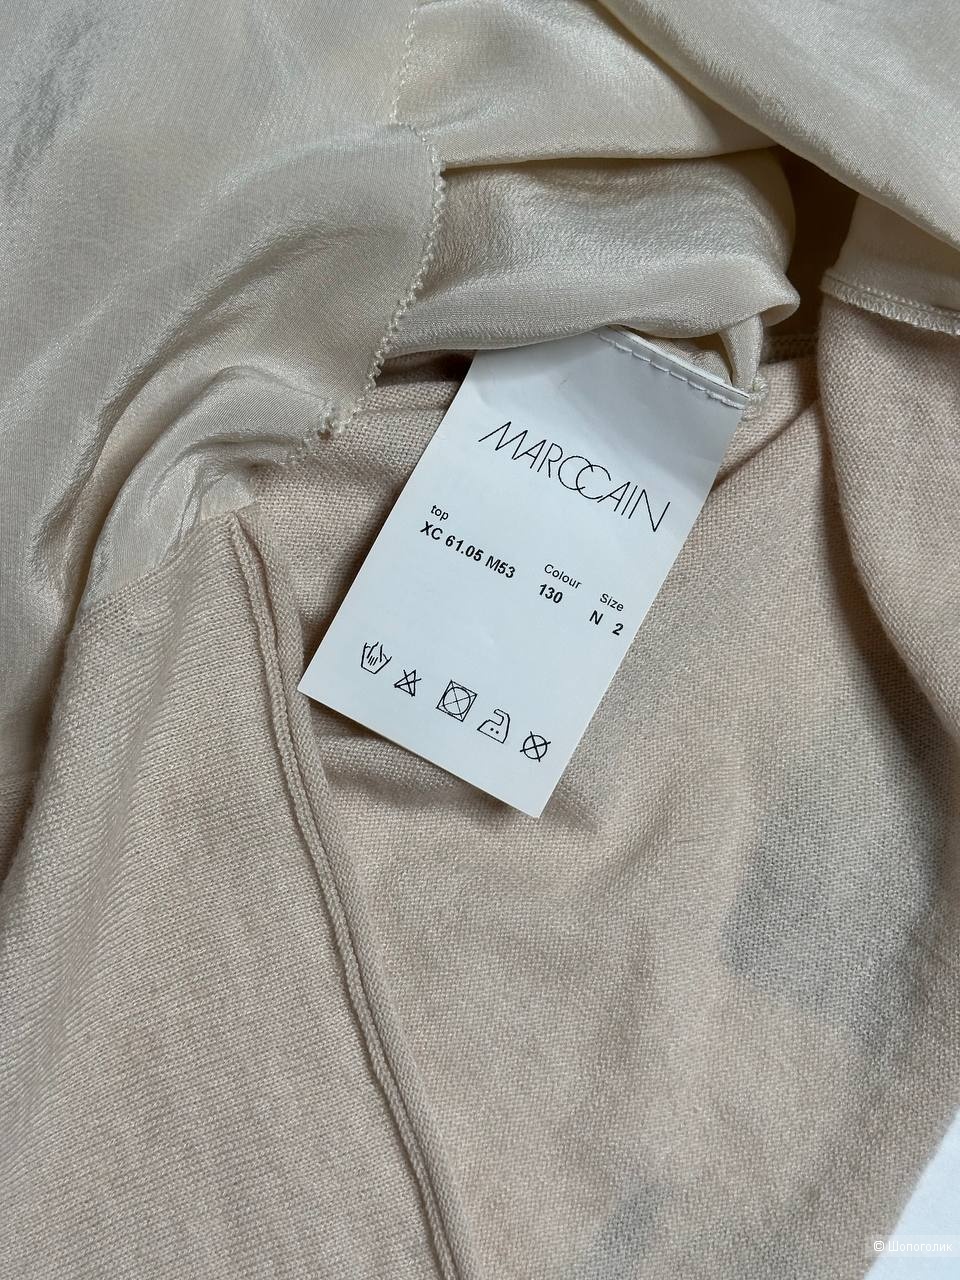 MARCCAIN
top
XC 61.05 M53
Colour
130
Size
N 2
© Шопоголик